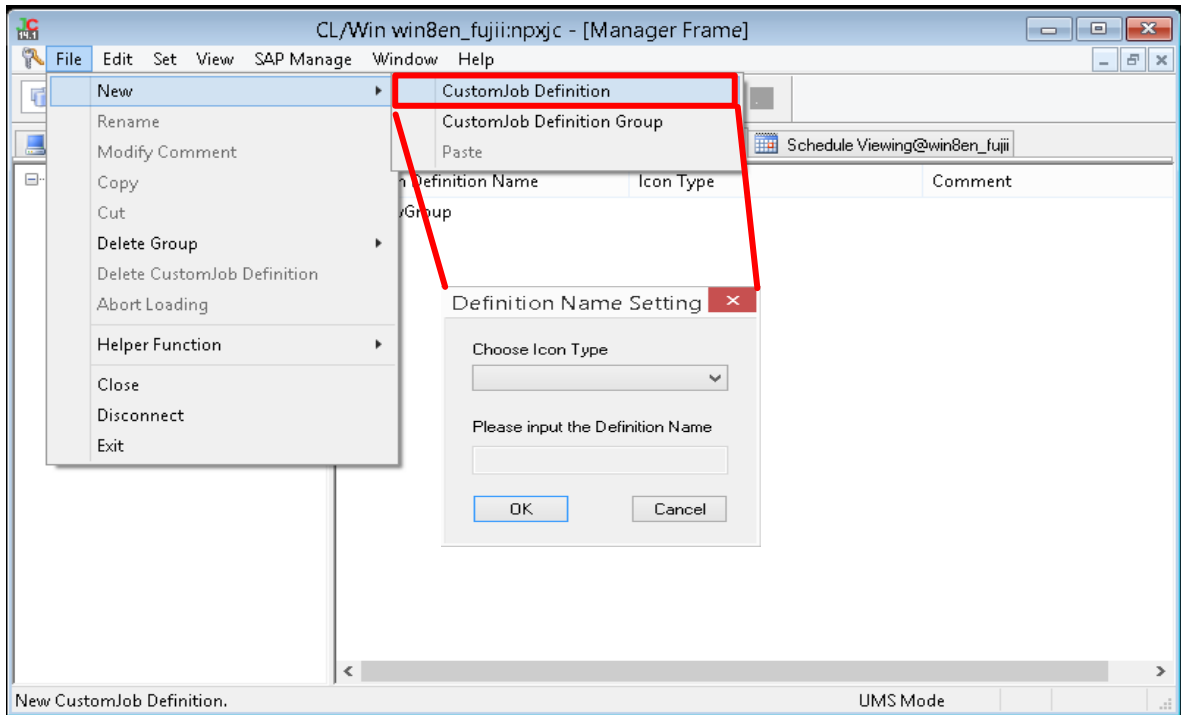 CL/Win win8en_fujii:npxjc - [Manager Frame]
File Edit Set View SAP Manage Window Help
New
CustomJob Definition
Rename
CustomJob Definition Group
Modify Comment
Paste
Schedule Viewing@win8en_fujii
Copy
Definition Name Icon Type Comment
Cut
Group
Delete Group
Delete CustomJob Definition
Abort Loading
Helper Function
Close
Disconnect
Exit
Definition Name Setting
Choose Icon Type
Please input the Definition Name
OK Cancel
New CustomJob Definition.
UMS Mode